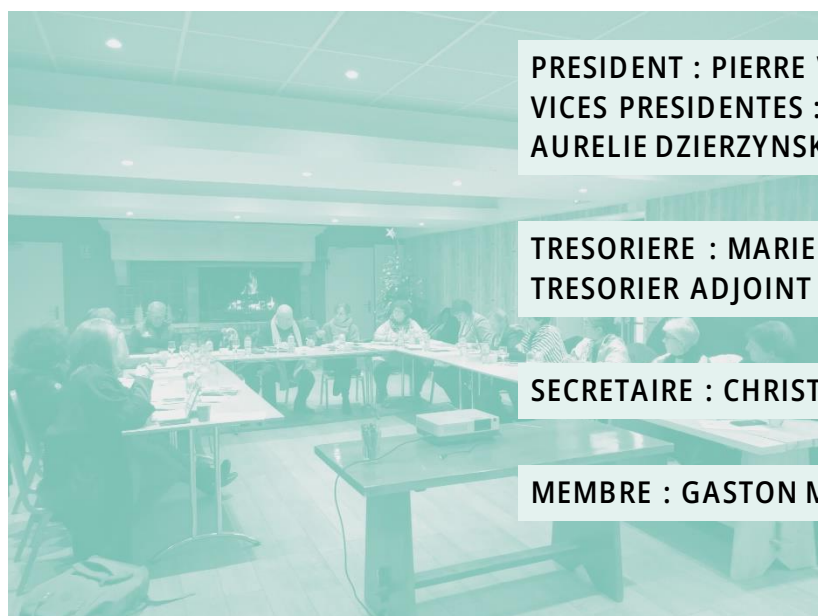 PRESIDENT : PIERRE
VICES PRESIDENTES :
AURELIE DZIERZYNSK
TRESORIERE : MARIE
TRESORIER ADJOINT
SECRETAIRE : CHRIST
MEMBRE : GASTON M